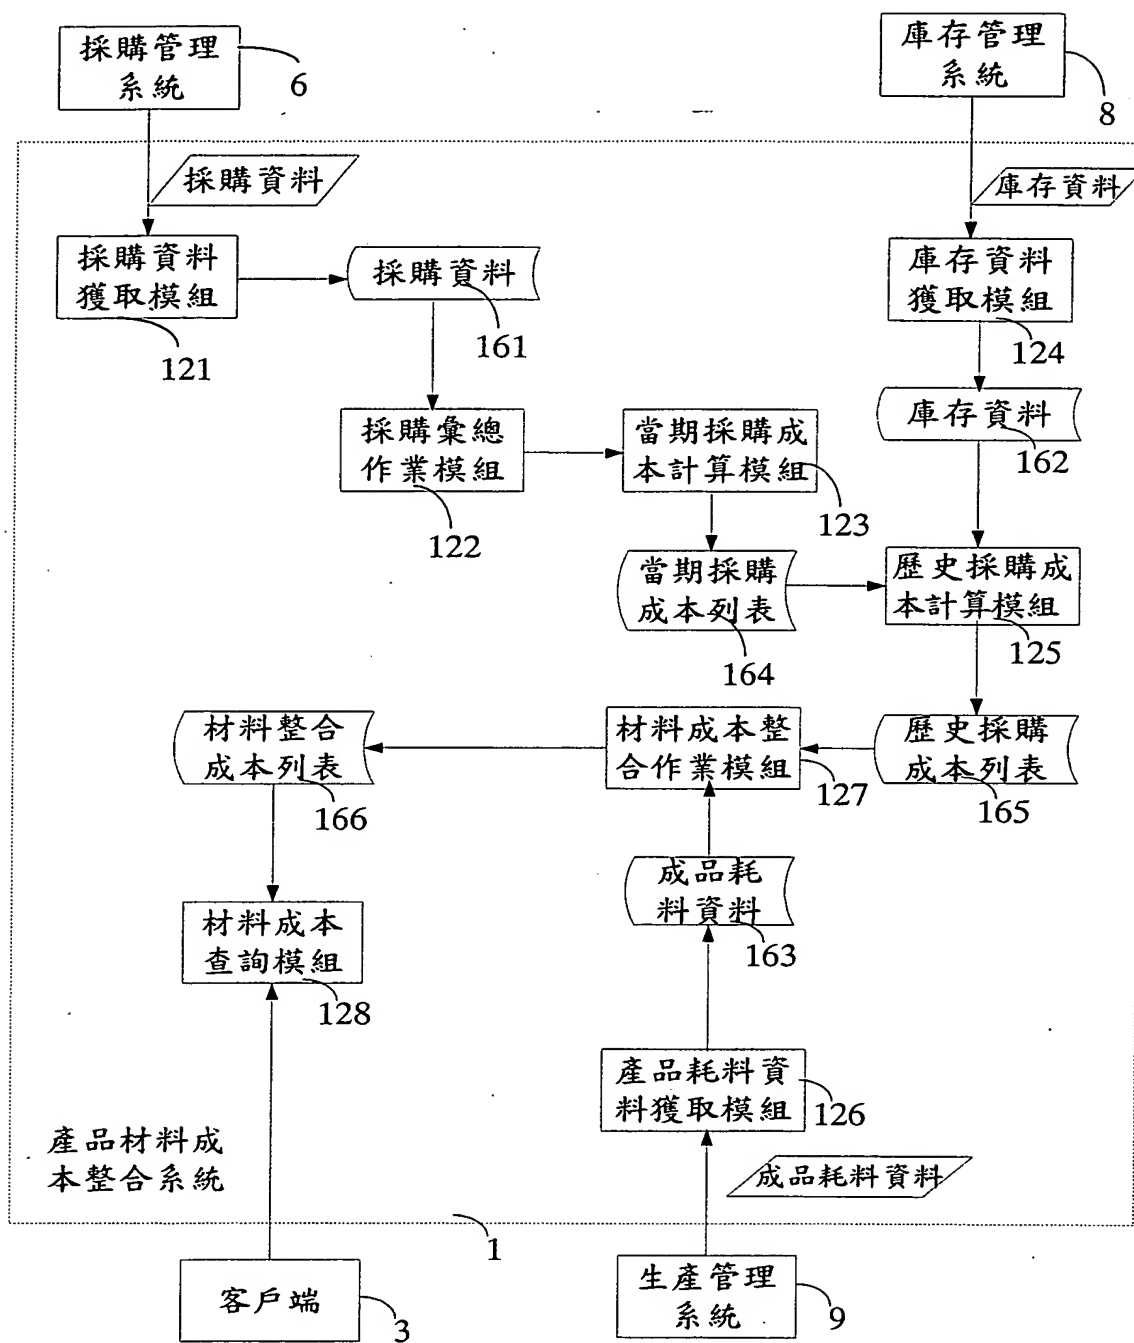 採購管理
系統
6
庫存管理
系統
8
採購資料
庫存資料
採購資料
獲取模組
121
採購資料
161
庫存資料
獲取模組
124
庫存資料
162
採購彙總
作業模組
122
當期採購成
本計算模組
123
當期採購
成本列表
164
歷史採購成
本計算模組
125
材料整合
成本列表
166
材料成本整
合作業模組
127
歷史採購
成本列表
165
成品耗
料資料
163
材料成本
查詢模組
128
產品耗料資
料獲取模組
126
成品耗料資料
產品材料成
本整合系統
1
客戶端
3
生產管理
系統
9